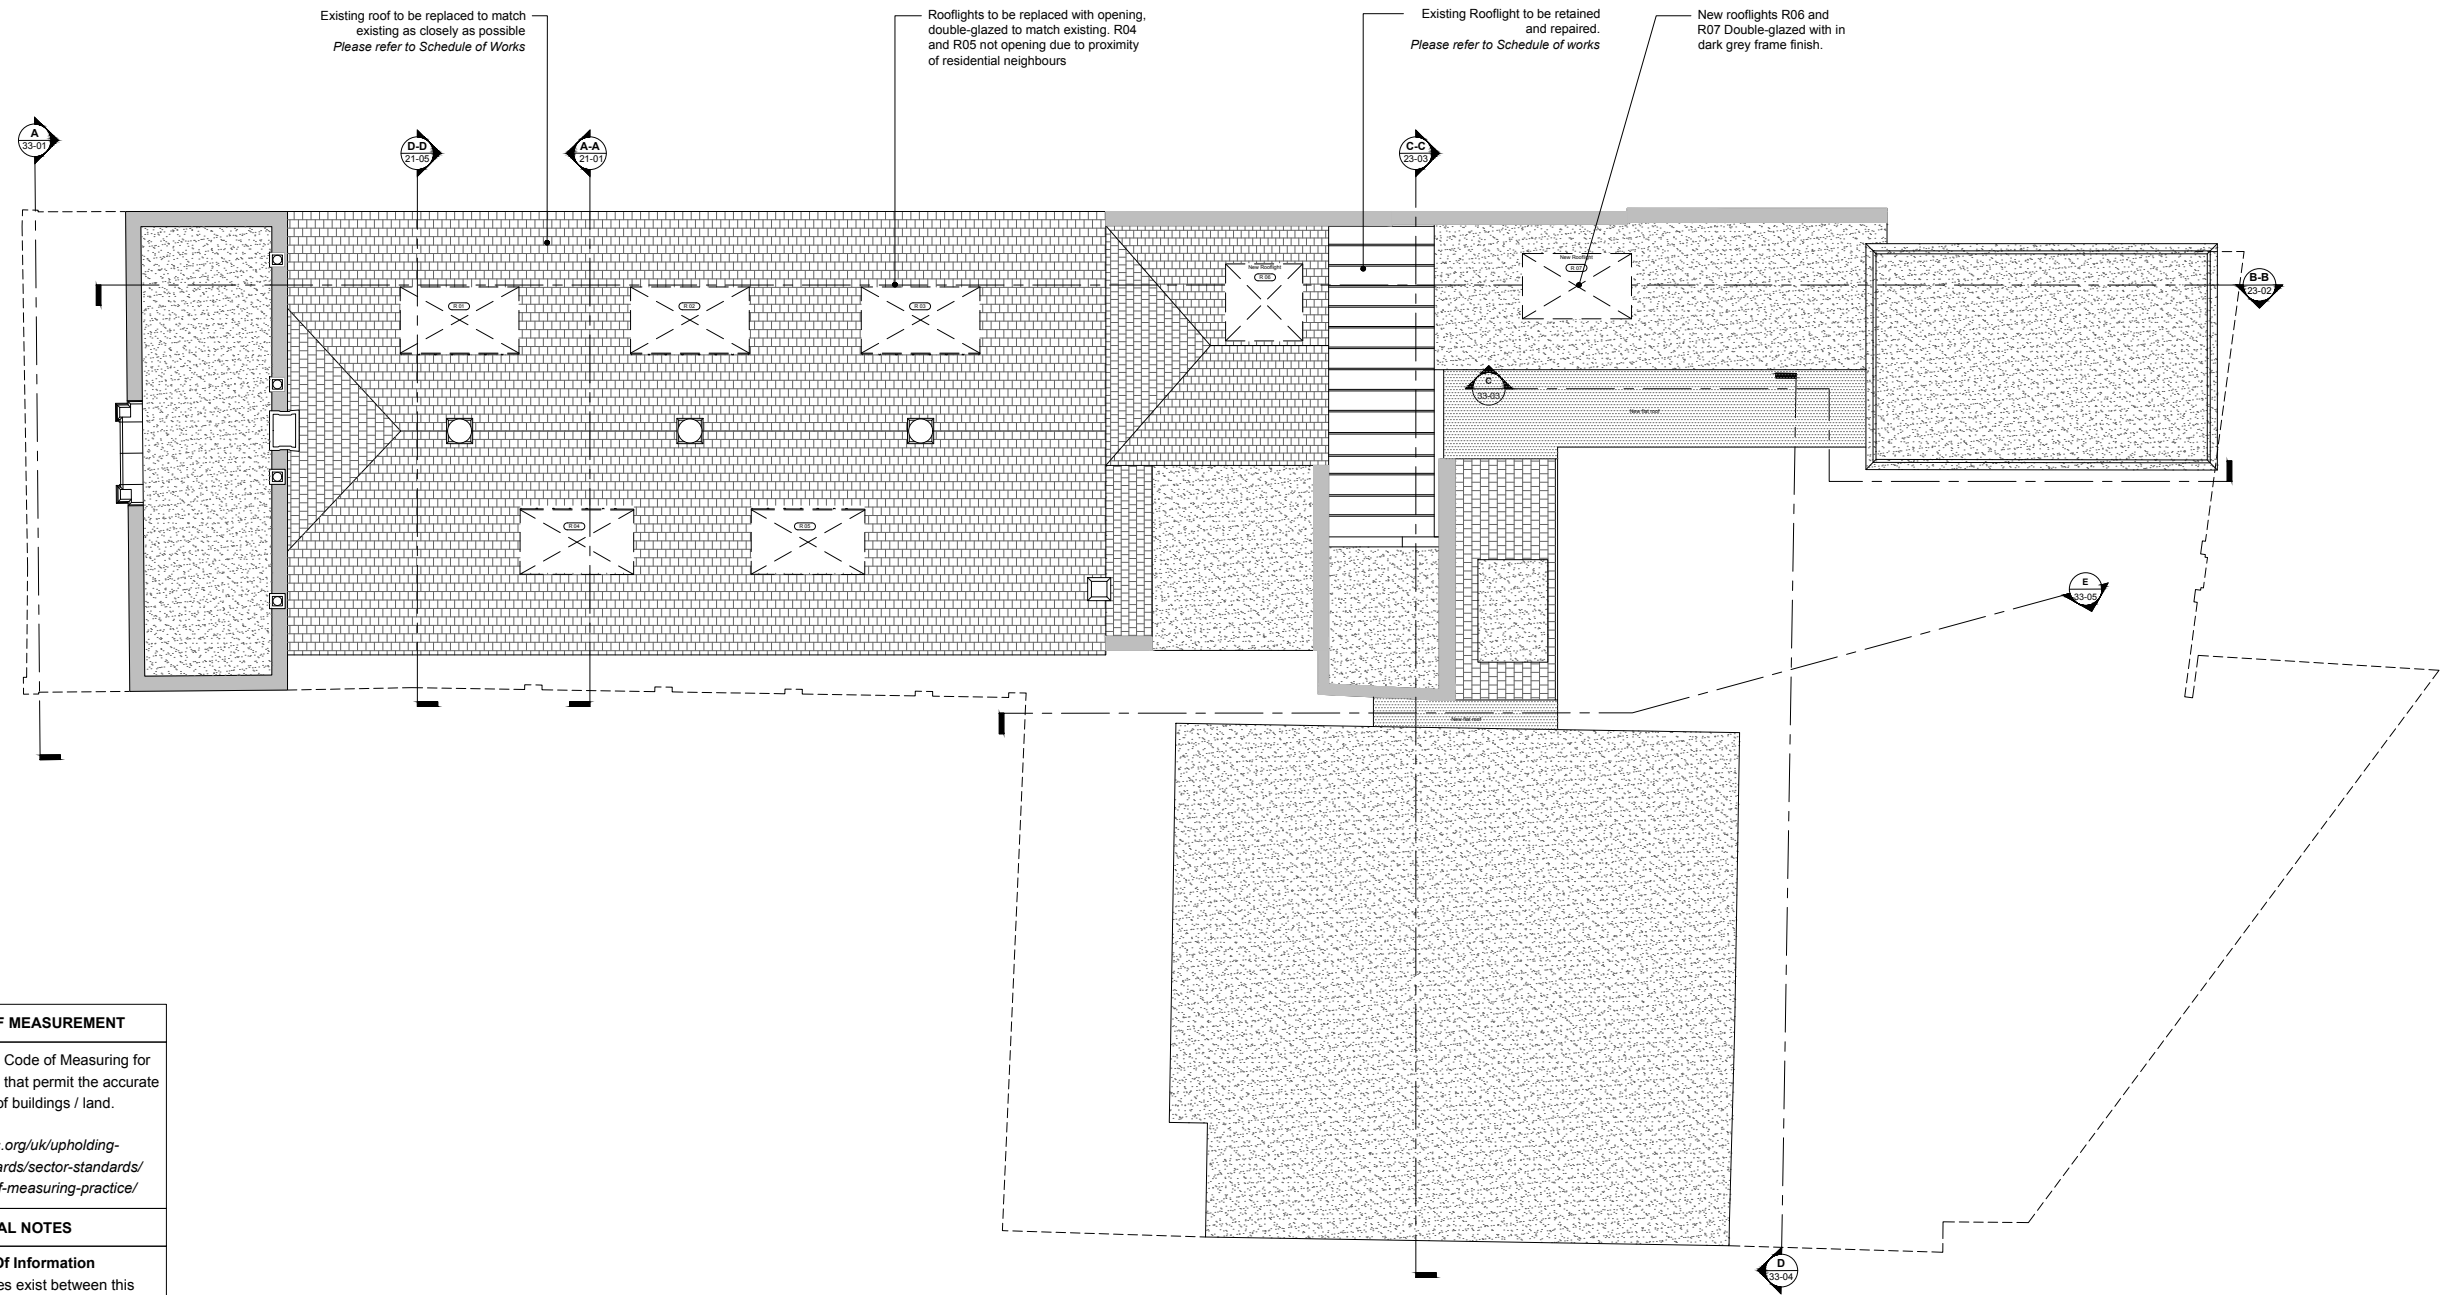 Existing roof to be replaced to match
existing as closely as possible
Please refer to Schedule of Works
Rooflights to be replaced with opening,
double-glazed to match existing. R04
and R05 not opening due to proximity
of residential neighbours
Existing Rooflight to be retained
and repaired.
Please refer to Schedule of works
New rooflights R06 and
R07 Double-glazed with in
dark grey frame finish.
A
33-01
D-D
21-05
A-A
21-01
C-C
23-03
B-B
23-02
New Rooflight
R 06
New Rooflight
R 07
R 01
R 02
R 03
C
33-03
New flat roof
R 04
R 05
E
33-05
New flat roof
D
33-04
F MEASUREMENT
Code of Measuring for
that permit the accurate
of buildings / land.
.org/uk/upholding-
ards/sector-standards/
f-measuring-practice/
AL NOTES
Of Information
es exist between this